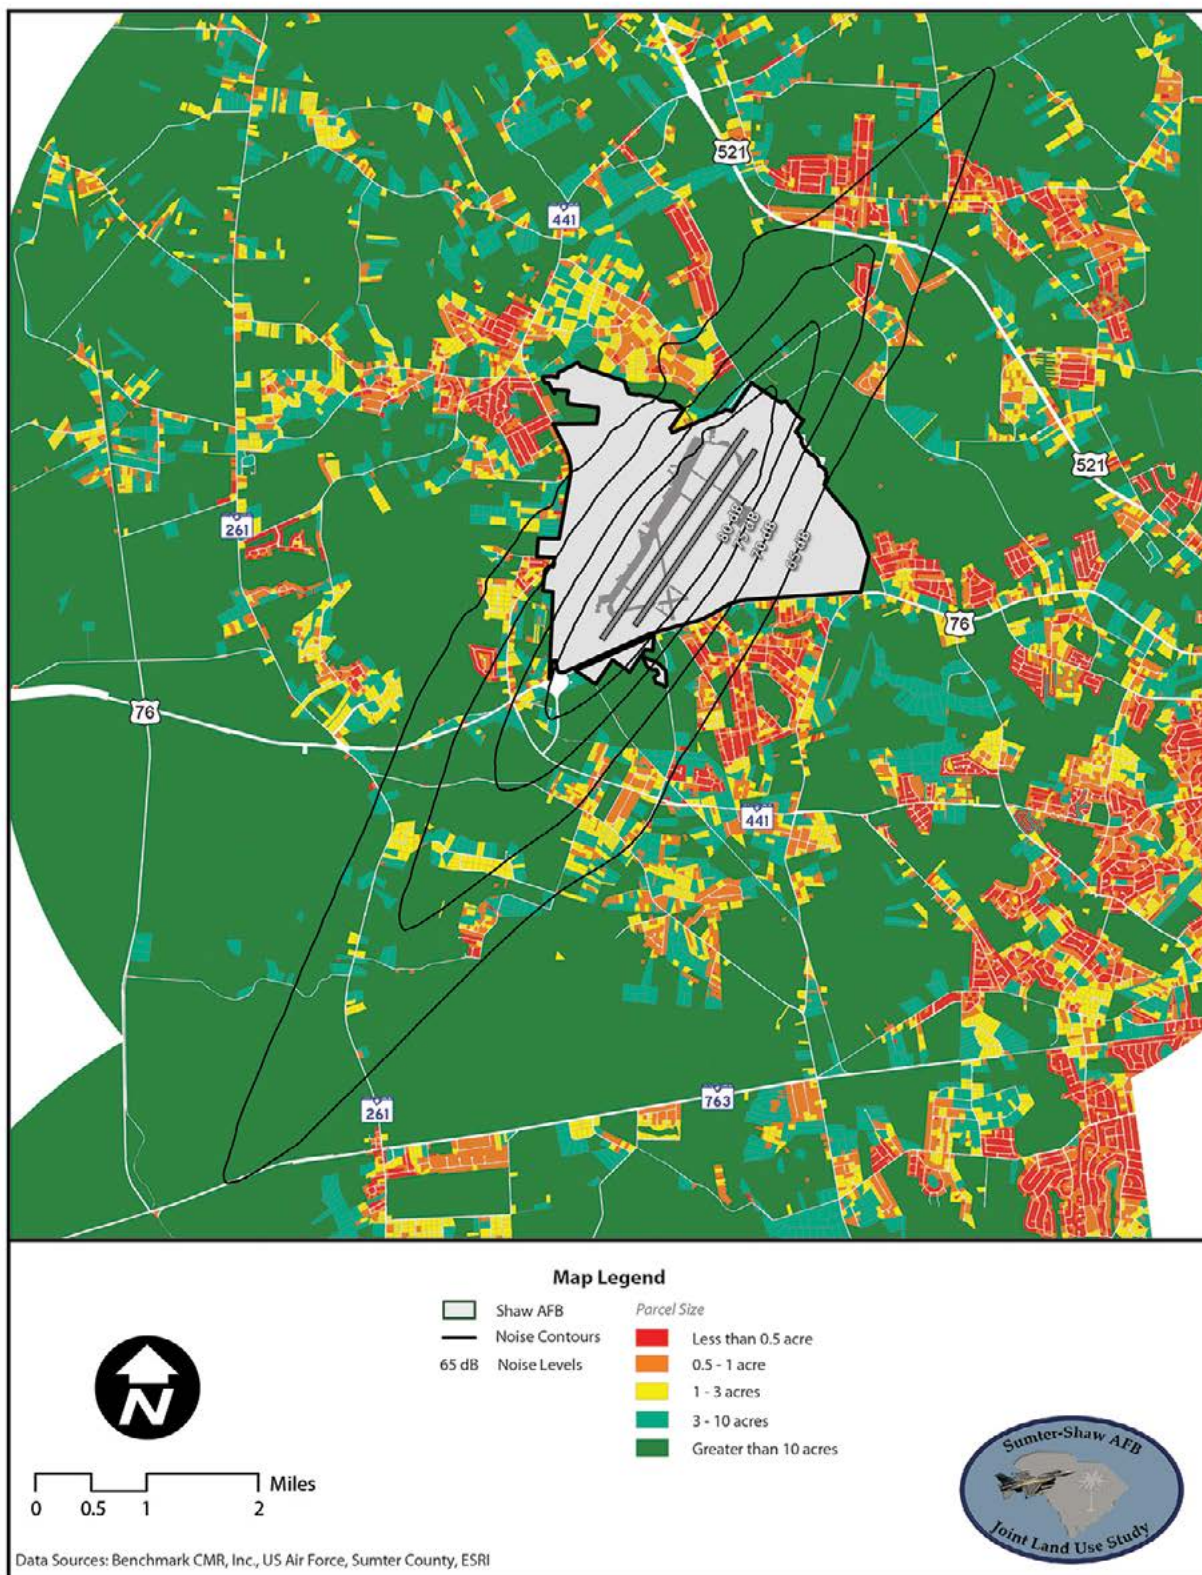 521
441
521
261
80 dB
75 dB
70 dB
65 dB
76
76
441
261
763
Map Legend
Shaw AFB
Noise Contours
65 dB Noise Levels
Parcel Size
Less than 0.5 acre
0.5 - 1 acre
1 - 3 acres
3 - 10 acres
Greater than 10 acres
N
Miles
0 0.5 1 2
Sumter-Shaw AFB
Joint Land Use Study
Data Sources: Benchmark CMR, Inc., US Air Force, Sumter County, ESRI